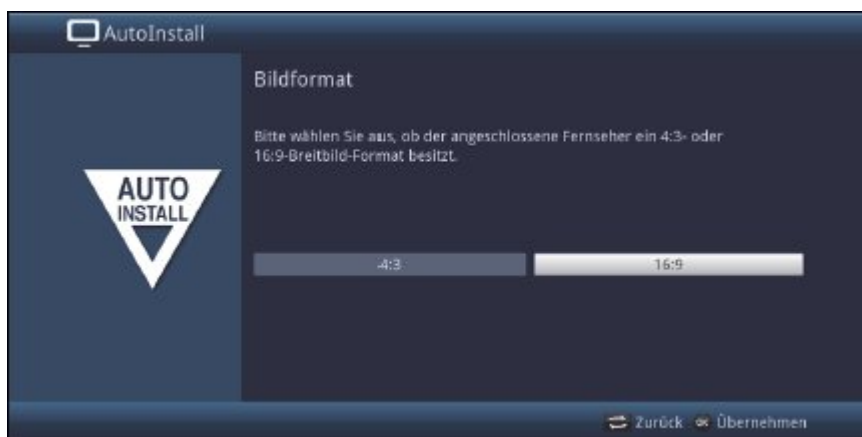 AutoInstall
Bildformat
Bitte wählen Sie aus, ob der angeschlossene Fernseher ein 4:3- oder
16:9-Breitbild-Format besitzt.
AUTO
INSTALL
4:3
16:9
Zurück OK Übernehmen